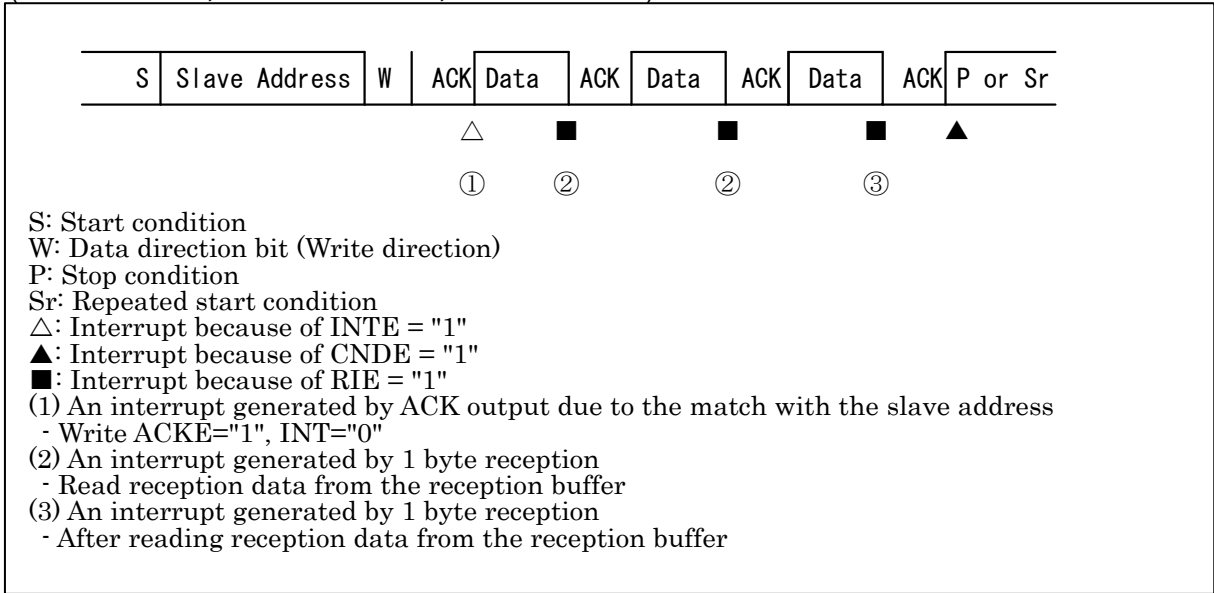 S Slave Address W ACK Data ACK Data ACK Data ACK P or Sr
△ ■ ■ ■ ▲
① ② ② ③
S: Start condition
W: Data direction bit (Write direction)
P: Stop condition
Sr: Repeated start condition
△: Interrupt because of INTE = "1"
▲: Interrupt because of CNDE = "1"
■: Interrupt because of RIE = "1"
(1) An interrupt generated by ACK output due to the match with the slave address
- Write ACKE="1", INT="0"
(2) An interrupt generated by 1 byte reception
- Read reception data from the reception buffer
(3) An interrupt generated by 1 byte reception
- After reading reception data from the reception buffer